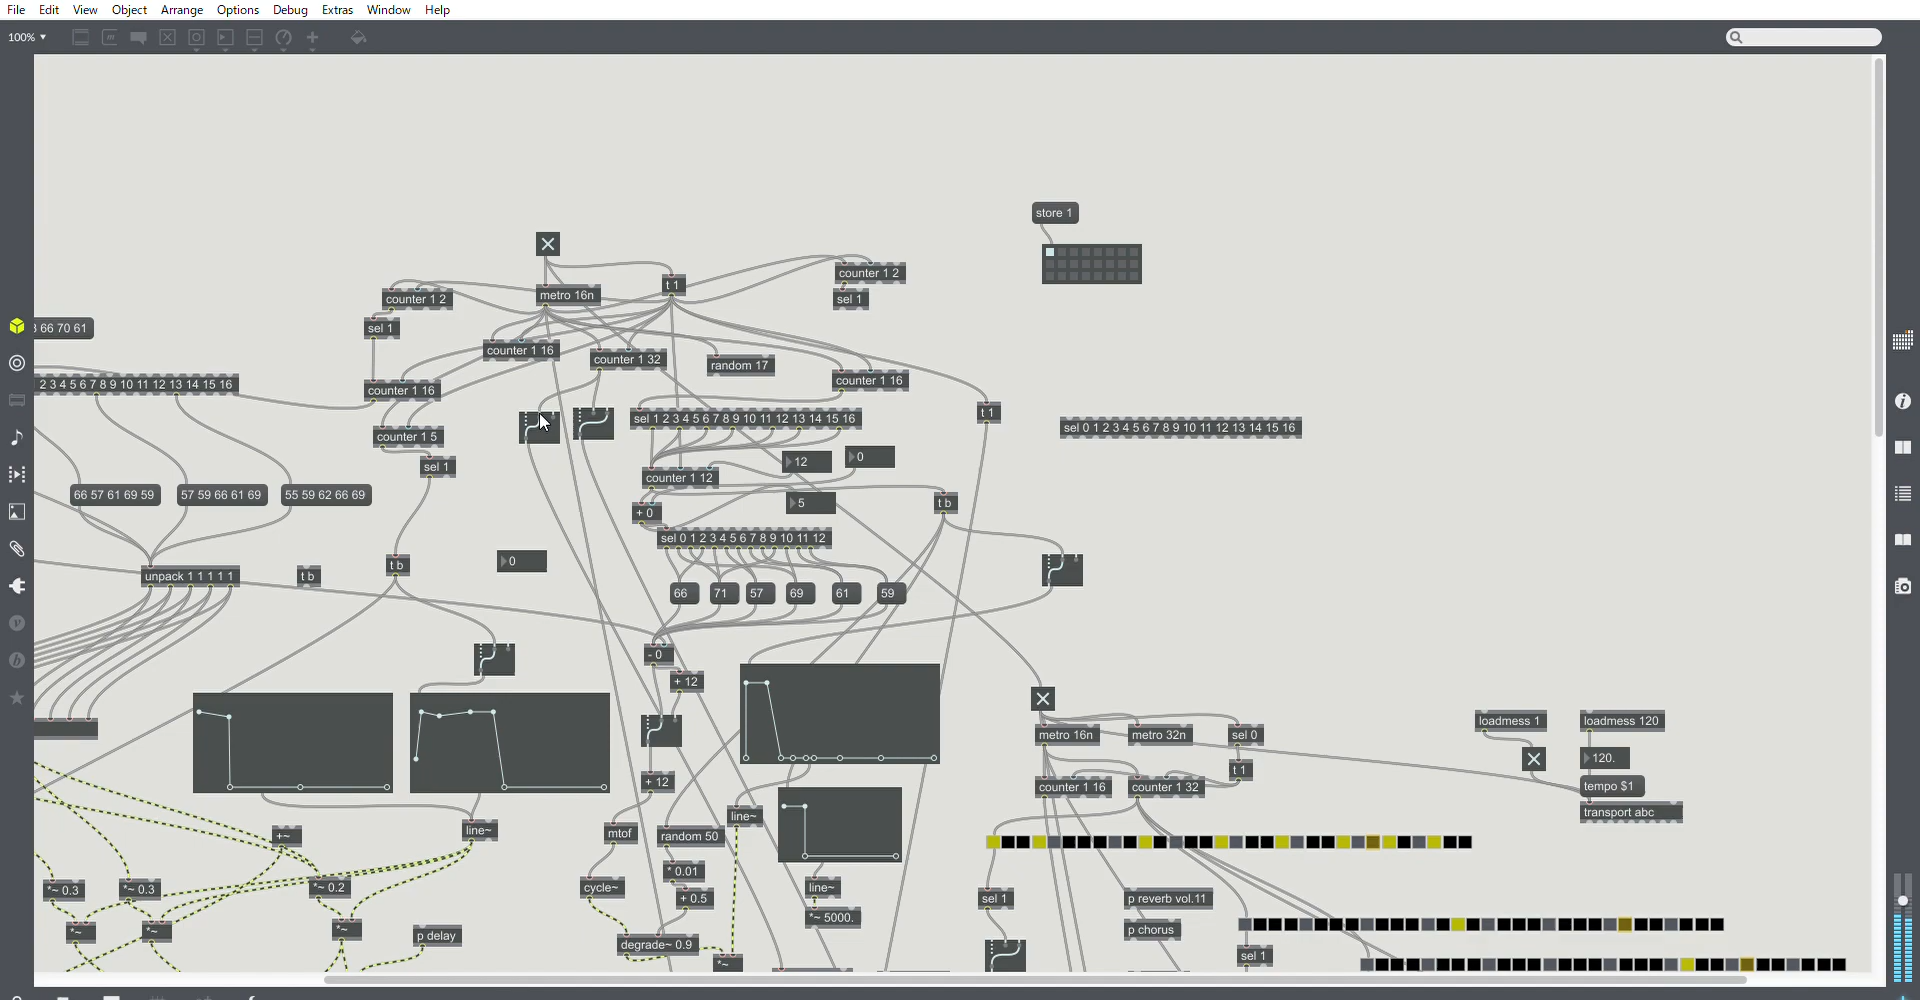 File Edit View Object Arrange Options Debug Extras Window Help
100%
store 1
counter 1 2
t 1
metro 16n
counter 1 2
sel 1
sel 1
3 66 70 61
counter 1 16
counter 1 32
random 17
counter 1 16
2 3 4 5 6 7 8 9 10 11 12 13 14 15 16
counter 1 16
t 1
sel 1 2 3 4 5 6 7 8 9 10 11 12 13 14 15 16
sel 0 1 2 3 4 5 6 7 8 9 10 11 12 13 14 15 16
counter 1 5
sel 1
12
0
counter 1 12
66 57 61 69 59
57 59 66 61 69
55 59 62 66 69
5
t b
+ 0
sel 0 1 2 3 4 5 6 7 8 9 10 11 12
0
t b
unpack 1 1 1 1 1
t b
66
71
57
69
61
59
- 0
+ 12
loadmess 1
loadmess 120
metro 16n
metro 32n
sel 0
120.
t 1
+ 12
counter 1 16
counter 1 32
tempo $1
transport abc
line~
+~
line~
mtof
random 50
* 0.01
*~ 0.3
*~ 0.3
*~ 0.2
cycle~
line~
+ 0.5
sel 1
p reverb vol.11
*~ 5000.
*~
*~
*~
p delay
degrade~ 0.9
p chorus
sel 1
*~